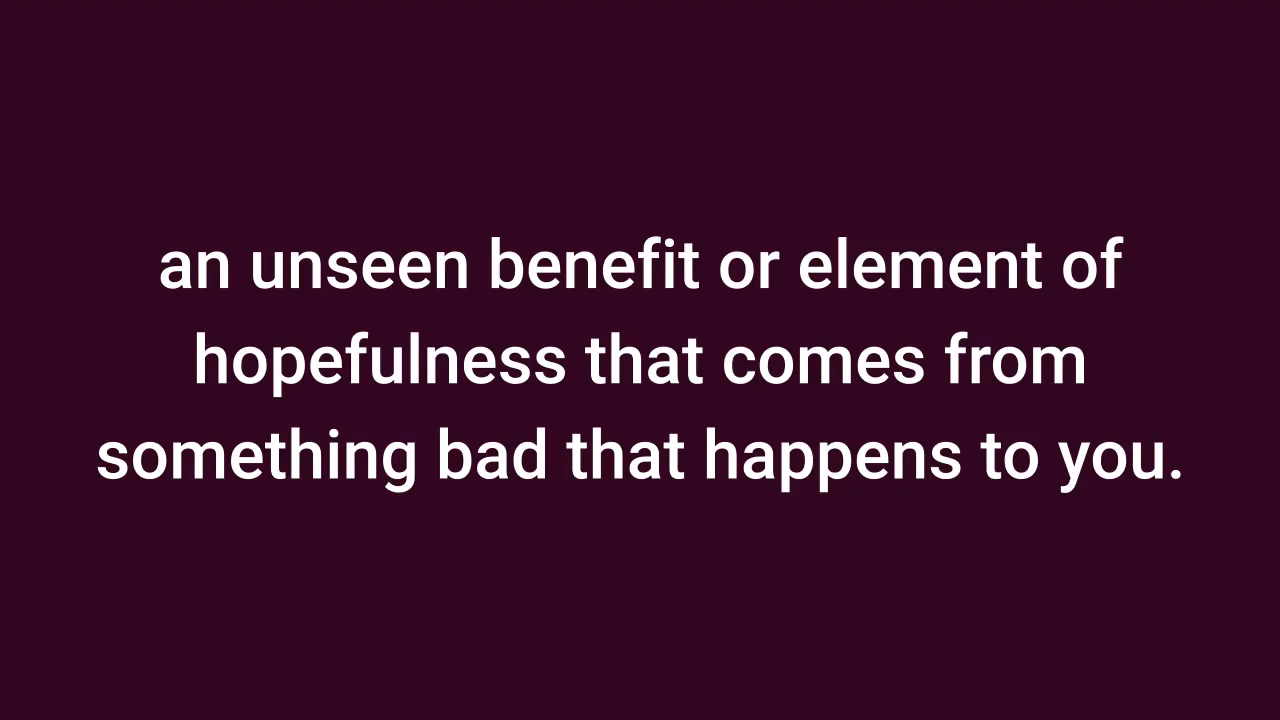 an unseen benefit or element of
hopefulness that comes from
something bad that happens to you.